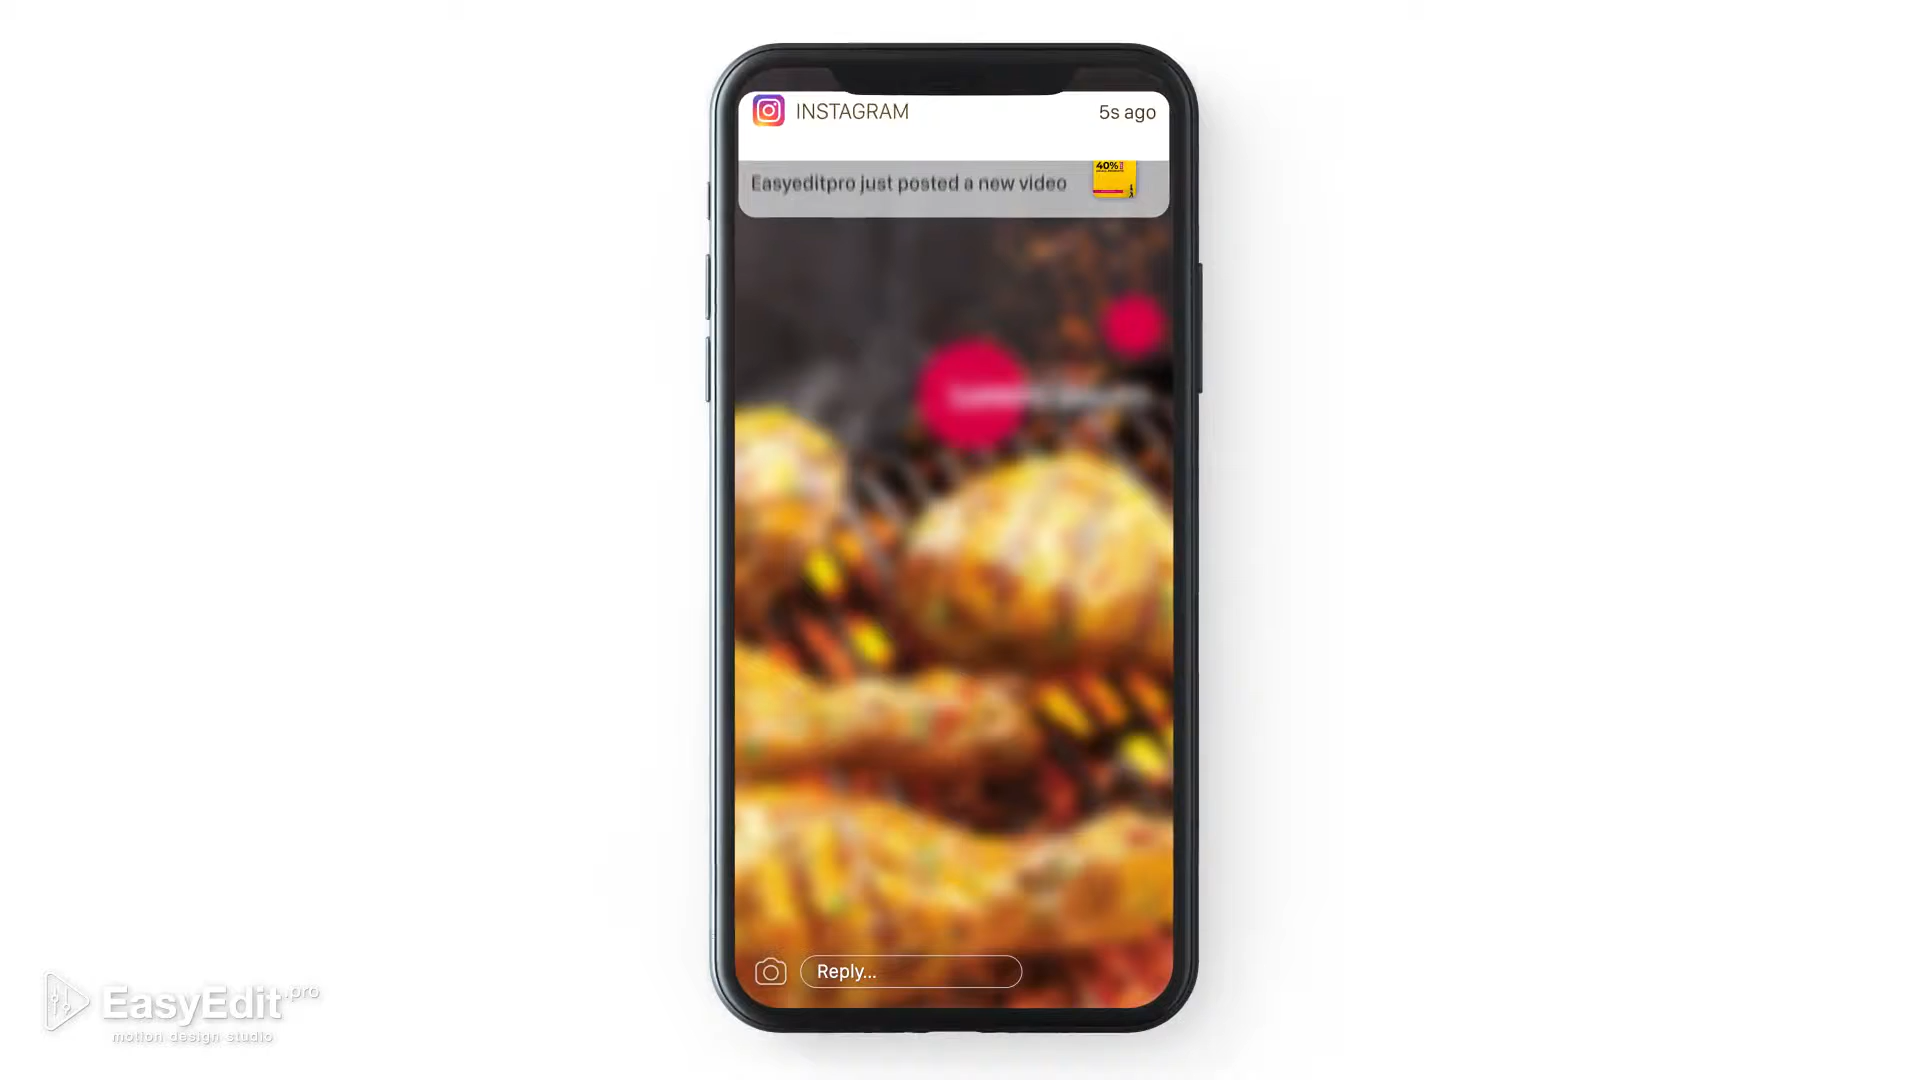 INSTAGRAM
5s ago
Easyeditpro just posted a new video
40%
Reply...
EasyEdit.pro
motion design studio